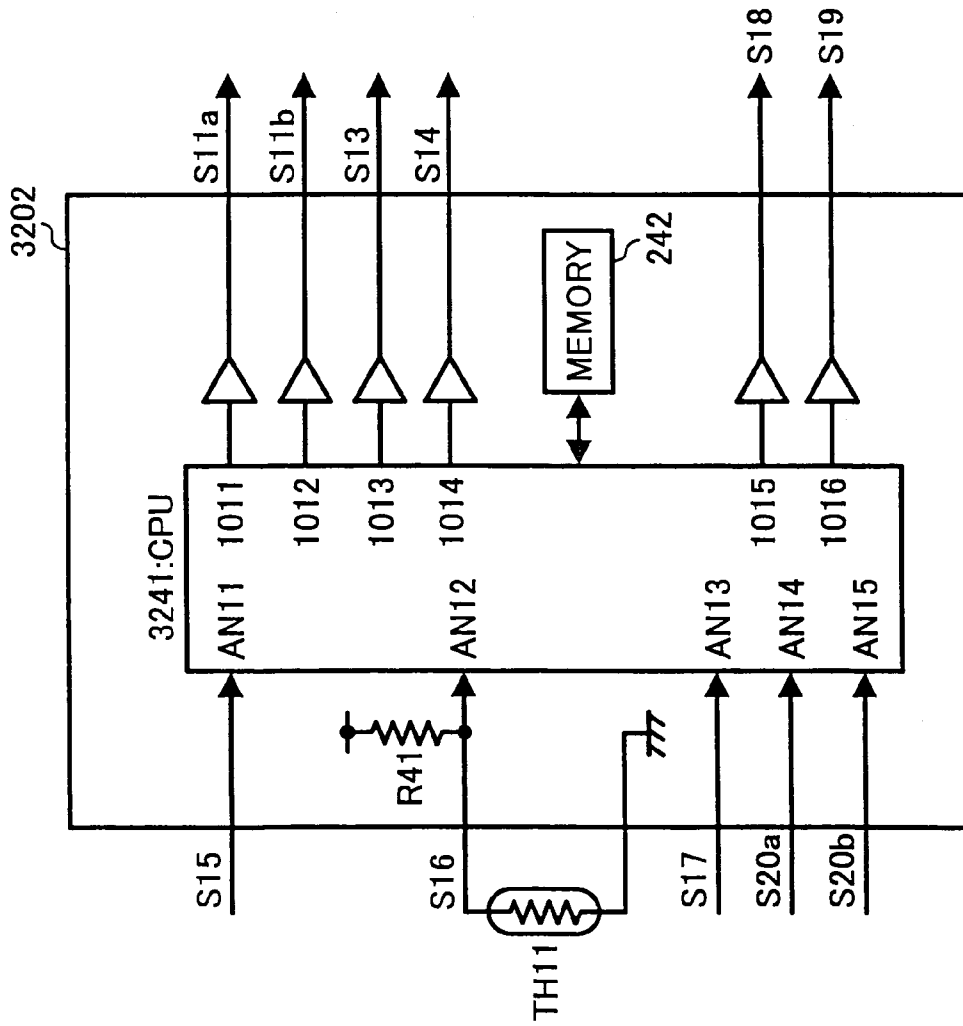 3202
3241:CPU
S15
AN11
1011
S11a
1012
S11b
1013
S13
S16
R41
AN12
1014
S14
TH11
MEMORY
242
S17
AN13
1015
S18
S20a
AN14
1016
S19
S20b
AN15